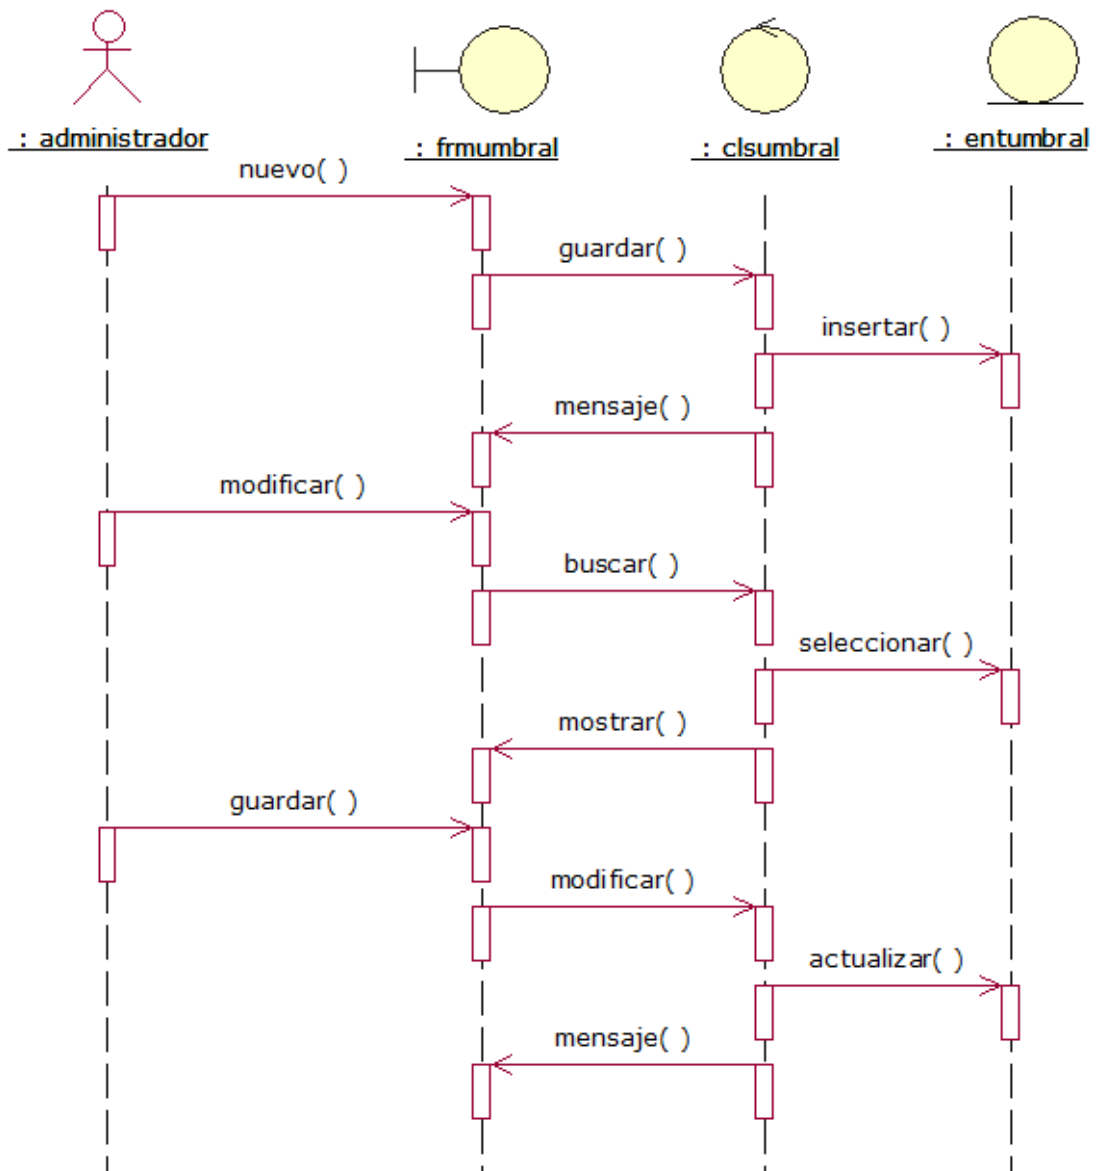 : administrador
: frmumbral
: clsumbral
: entumbral
nuevo( )
guardar( )
insertar( )
mensaje( )
modificar( )
buscar( )
seleccionar( )
mostrar( )
guardar( )
modificar( )
actualizar( )
mensaje( )